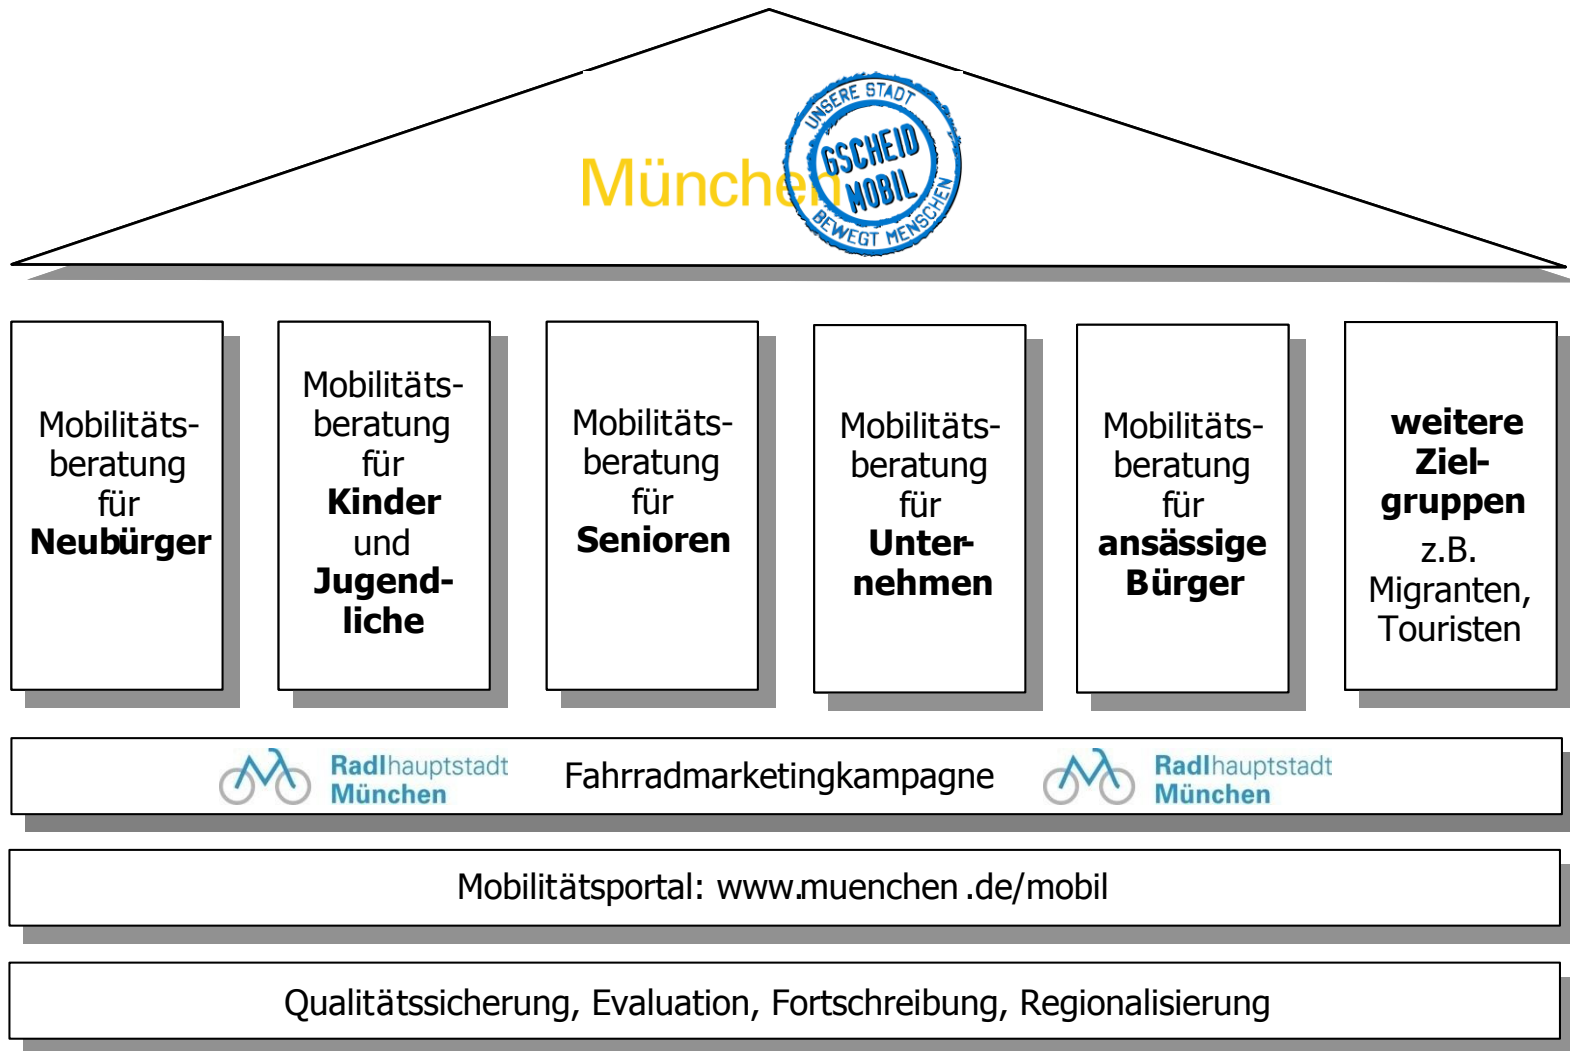 München
UNSERE STADT
GSCHEID
MOBIL
BEWEGT MENSCHEN
Mobilitäts-
beratung
für
Neubürger
Mobilitäts-
beratung
für
Kinder
und
Jugend-
liche
Mobilitäts-
beratung
für
Senioren
Mobilitäts-
beratung
für
Unter-
nehmen
Mobilitäts-
beratung
für
ansässige
Bürger
weitere
Ziel-
gruppen
z.B.
Migranten,
Touristen
Radlhauptstadt
München
Fahrradmarketingkampagne
Radlhauptstadt
München
Mobilitätsportal: www.muenchen .de/mobil
Qualitätssicherung, Evaluation, Fortschreibung, Regionalisierung